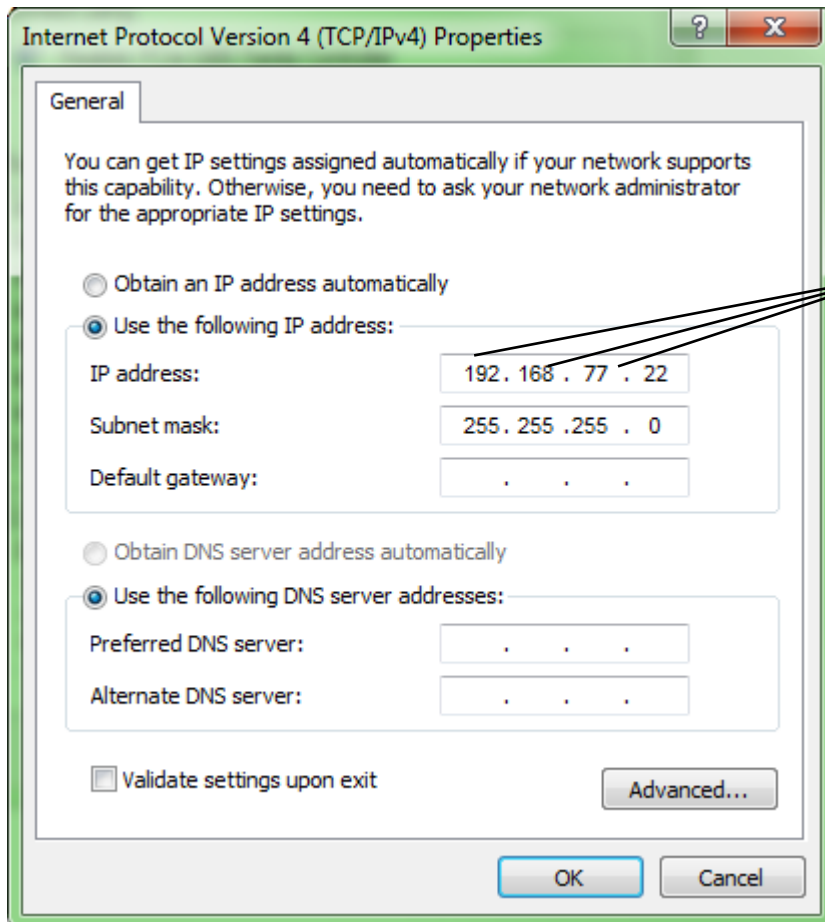 Internet Protocol Version 4 (TCP/IPv4) Properties
?
General
You can get IP settings assigned automatically if your network supports
this capability. Otherwise, you need to ask your network administrator
for the appropriate IP settings.
Obtain an IP address automatically
Use the following IP address:
IP address: 192 . 168 . 77 . 22
Subnet mask: 255 . 255 . 255 . 0
Default gateway: . . .
Obtain DNS server address automatically
Use the following DNS server addresses:
Preferred DNS server: . . .
Alternate DNS server: . . .
Validate settings upon exit
Advanced...
OK Cancel